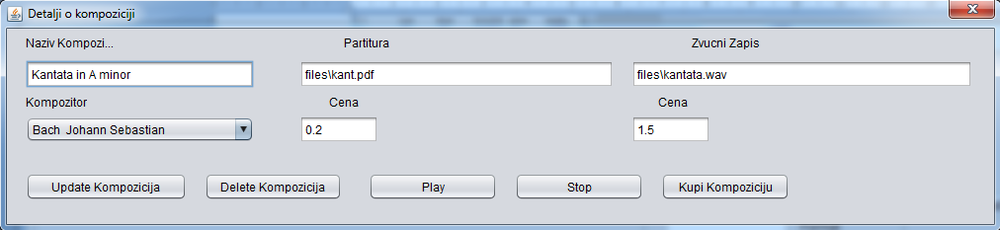 Detalji o kompoziciji
Naziv Kompozi... Partitura Zvucni Zapis
Kantata in A minor files\kant.pdf files\kantata.wav
Kompozitor Cena Cena
Bach Johann Sebastian 0.2 1.5
Update Kompozicija Delete Kompozicija Play Stop Kupi Kompoziciju